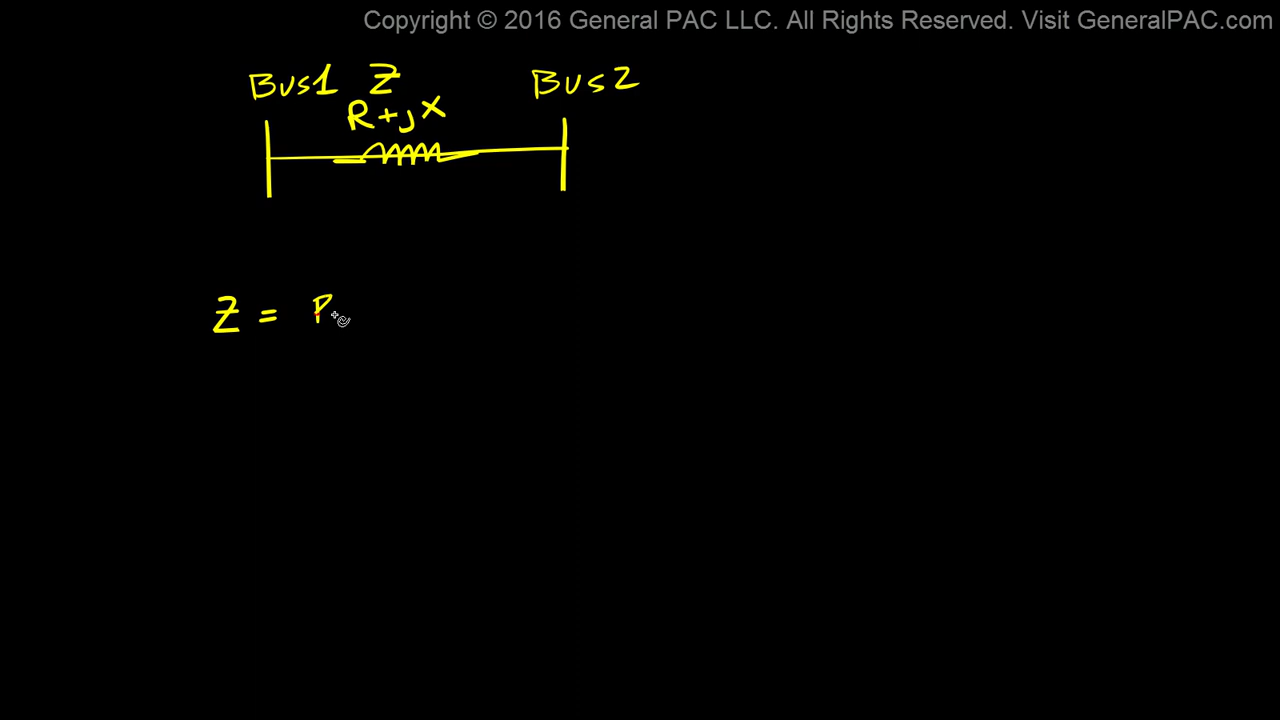 Copyright © 2016 General PAC LLC. All Rights Reserved. Visit GeneralPAC.com
Bus1 Z Bus2
R+jX
Z = P